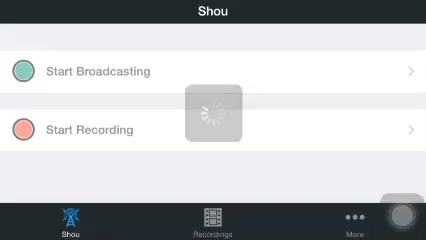 Shou
Start Broadcasting
Start Recording
Shou
Recordings
More